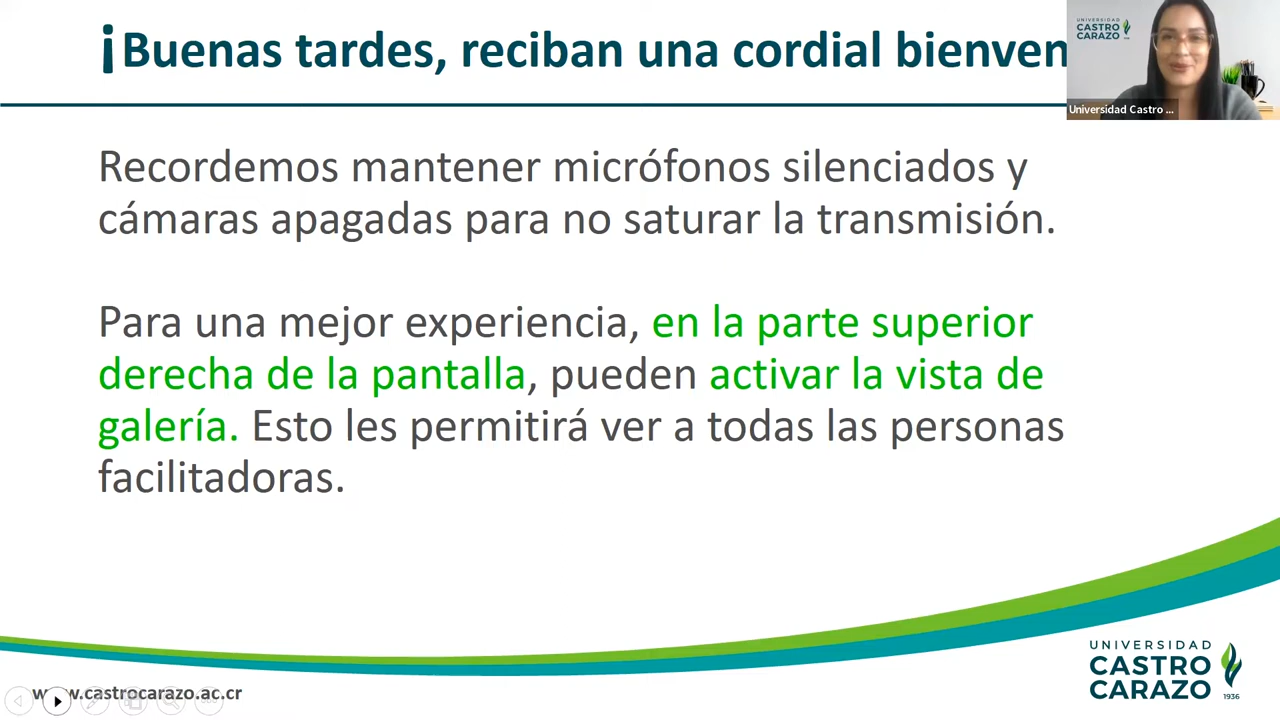 ¡Buenas tardes, reciban una cordial bienven
UNIVERSIDAD
CASTRO
CARAZO
Universidad Castro ...
Recordemos mantener micrófonos silenciados y
cámaras apagadas para no saturar la transmisión.
Para una mejor experiencia, en la parte superior
derecha de la pantalla, pueden activar la vista de
galería. Esto les permitirá ver a todas las personas
facilitadoras.
UNIVERSIDAD
CASTRO
CARAZO
1936
www.castrocarazo.ac.cr